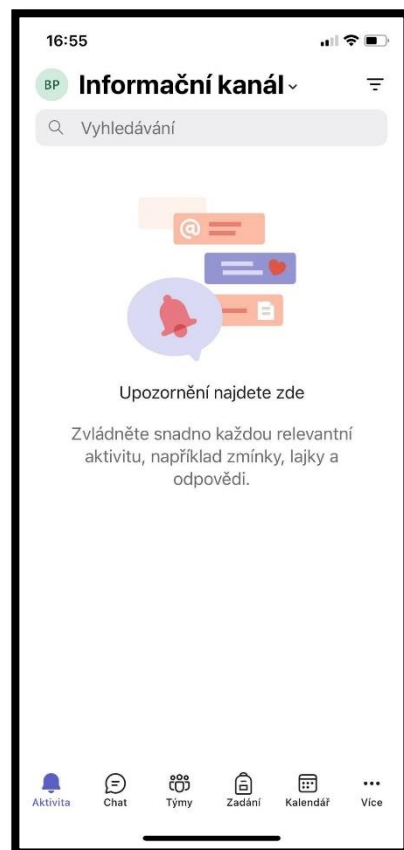 16:55
BP Informační kanál
Vyhledávání
@
Upozornění najdete zde
Zvládněte snadno každou relevantní
aktivitu, například zmínky, lajky a
odpovědi.
Aktivita Chat Týmy Zadání Kalendář Více